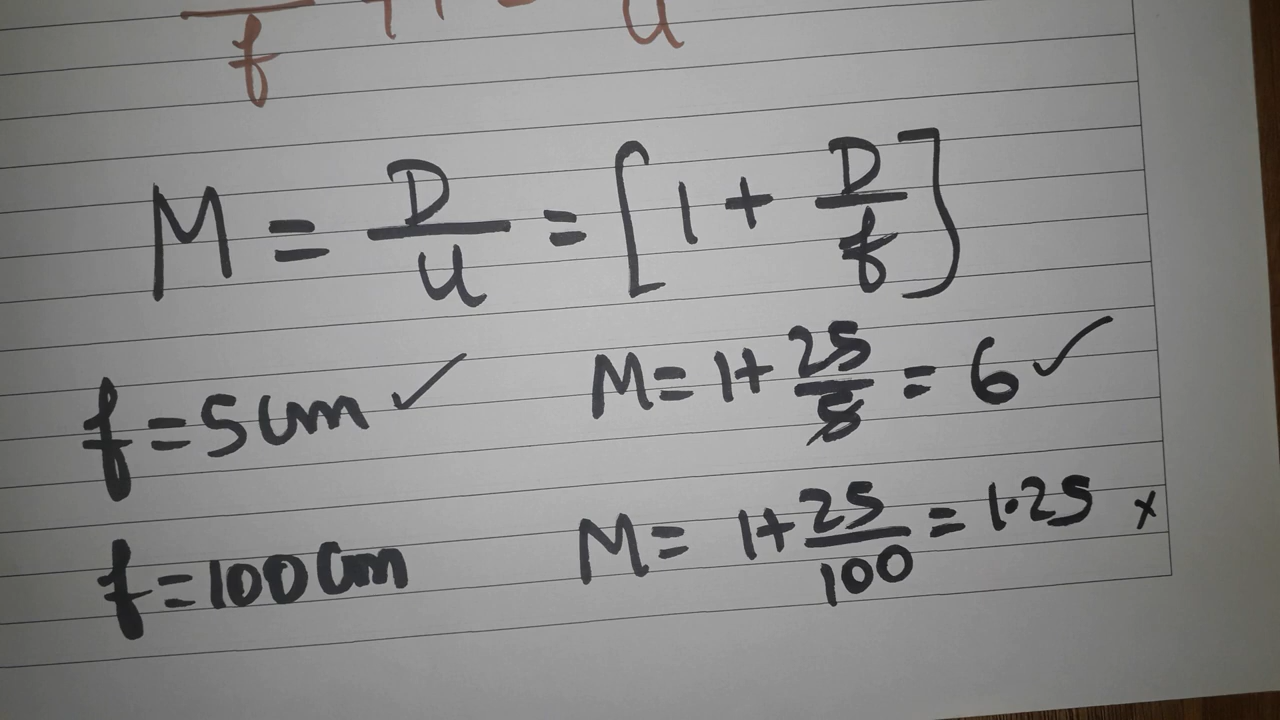 f u
M = D/u = [1 + D/f]
f = 5cm ✓ M = 1 + 25/5 = 6 ✓
f = 100cm M = 1 + 25/100 = 1.25 ×